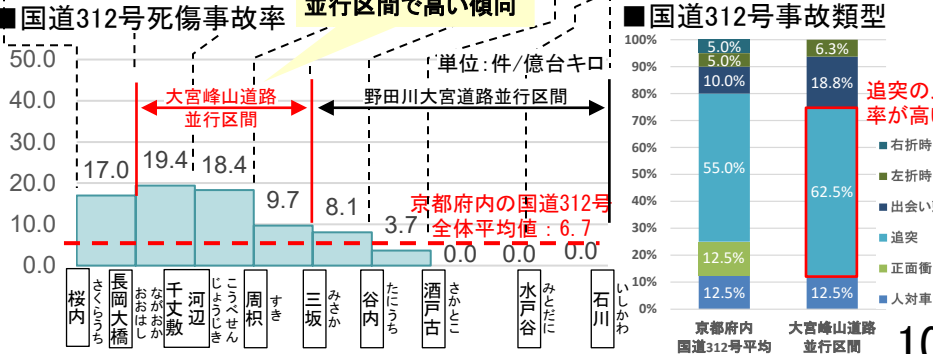 並行区間で高い傾向
■国道312号死傷事故率
単位:件/億台キロ
50.0
40.0
30.0
20.0
10.0
0.0
大宮峰山道路
並行区間
野田川大宮道路並行区間
17.0
19.4
18.4
9.7
8.1
3.7
0.0
0.0
0.0
京都府内の国道312号
全体平均値：6.7
桜内
さくらうち
長岡大橋
ながおか
おおはし
千丈敷
河辺
こうべせん
じょうじき
周枳
すき
三坂
みさか
谷内
たにうち
酒戸古
さかとこ
水戸谷
みとだに
石川
いしかわ
■国道312号事故類型
100%
90%
80%
70%
60%
50%
40%
30%
20%
10%
0%
5.0%
5.0%
10.0%
55.0%
12.5%
12.5%
6.3%
18.8%
62.5%
12.5%
追突の
率が高い
■右折時
■左折時
■出会い
■追突
■正面衝
■人対車
京都府内
国道312号平均
大宮峰山道路
並行区間
10